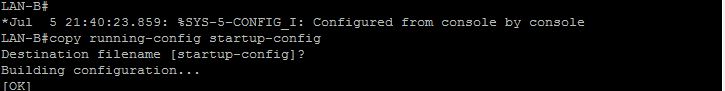 LAN-B#
*Jul  5 21:40:23.859: %SYS-5-CONFIG_I: Configured from console by console
LAN-B#copy running-config startup-config
Destination filename [startup-config]?
Building configuration...
[OK]